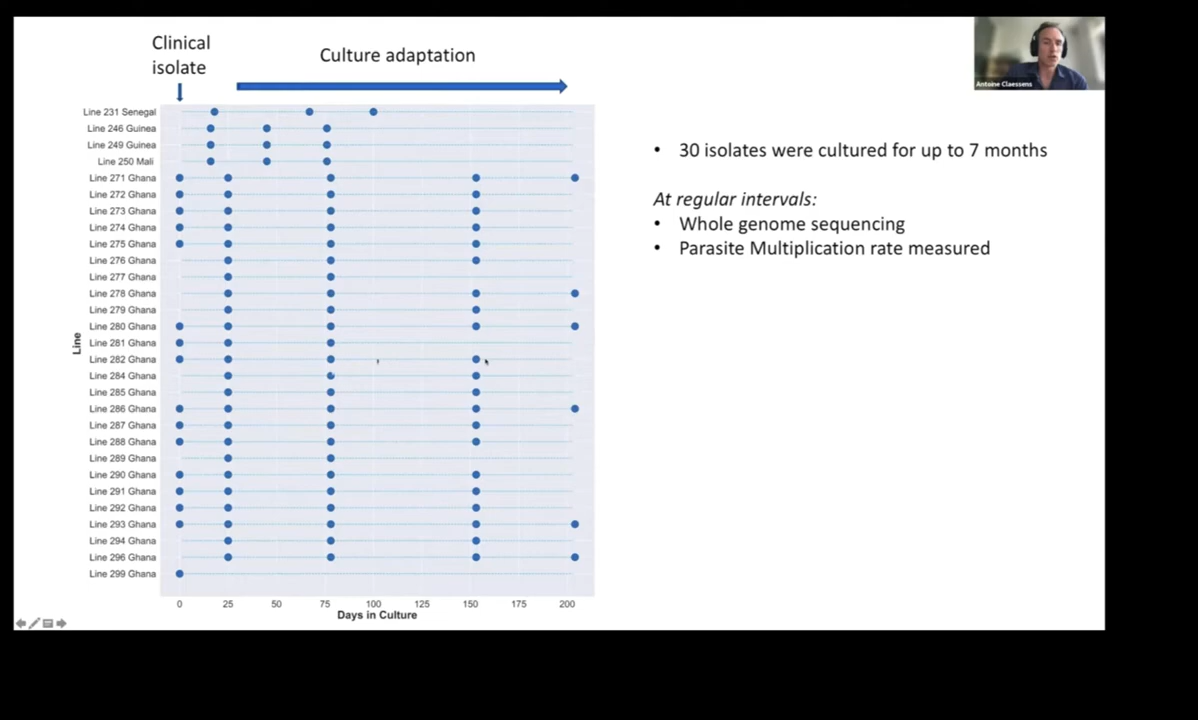 Clinical
isolate
Culture adaptation
Antoine Claessens
Line 231 Senegal
Line 246 Guinea
Line 249 Guinea
Line 250 Mali
Line 271 Ghana
Line 272 Ghana
Line 273 Ghana
Line 274 Ghana
Line 275 Ghana
Line 276 Ghana
Line 277 Ghana
Line 278 Ghana
Line 279 Ghana
Line 280 Ghana
Line 281 Ghana
Line 282 Ghana
Line 284 Ghana
Line 285 Ghana
Line 286 Ghana
Line 287 Ghana
Line 288 Ghana
Line 289 Ghana
Line 290 Ghana
Line 291 Ghana
Line 292 Ghana
Line 293 Ghana
Line 294 Ghana
Line 296 Ghana
Line 299 Ghana
Line
0 25 50 75 100 125 150 175 200
Days in Culture
• 30 isolates were cultured for up to 7 months
At regular intervals:
• Whole genome sequencing
• Parasite Multiplication rate measured